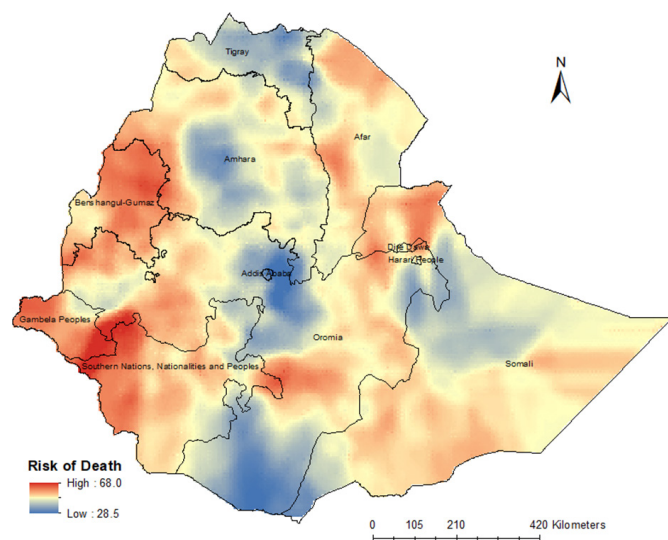 Tigray
N
Afar
Amhara
Benshangul-Gumaz
Dire Dawa
Harari People
Addis Ababa
Gambela Peoples
Oromia
Southern Nations, Nationalities and Peoples
Somali
Risk of Death
High : 68.0
Low : 28.5
0 105 210 420 Kilometers